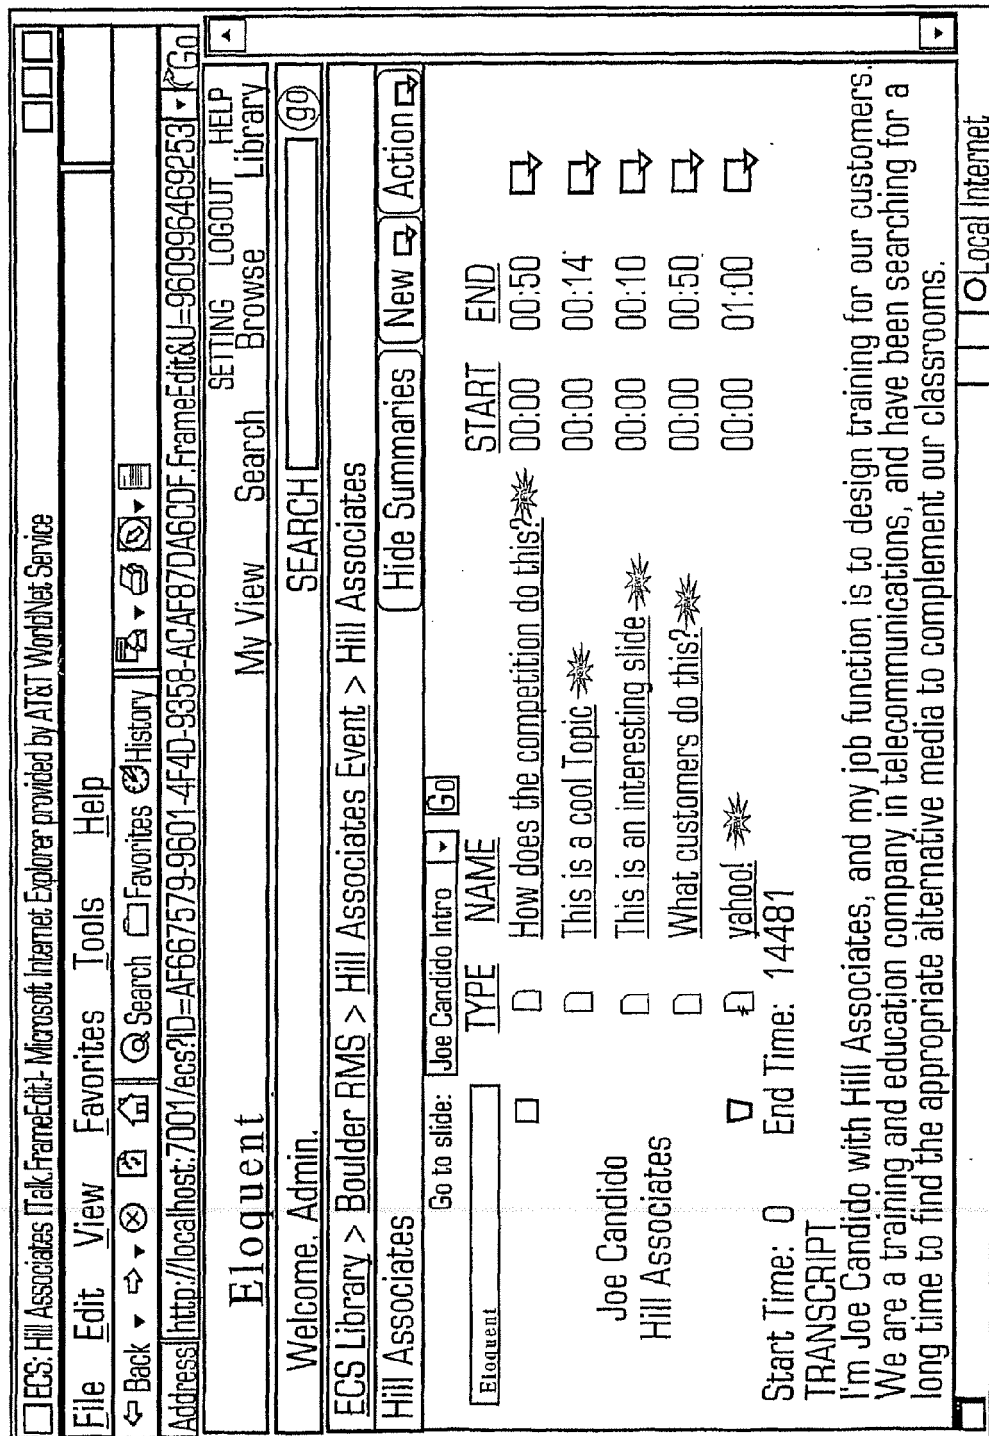 ECS: Hill Associates [iTalk.FrameEdit]- Microsoft Internet Explorer provided by AT&T WorldNet Service
File Edit View Favorites Tools Help
Back Search Favorites History
Address http://localhost:7001/ecs?ID=AF667579-9601-4F4D-9358-ACAF87DA6CDF.FrameEdit&U=960996469253 Go
SETTING LOGOUT HELP
Eloquent My View Search Browse Library
Welcome, Admin. SEARCH go
ECS Library > Boulder RMS > Hill Associates Event > Hill Associates
Hill Associates Hide Summaries New Action
Go to slide: Joe Candido Intro Go
Eloquent
Joe Candido
Hill Associates
TYPE NAME START END
How does the competition do this? 00:00 00:50
This is a cool Topic 00:00 00:14
This is an interesting slide 00:00 00:10
What customers do this? 00:00 00:50
yahoo! 00:00 01:00
Start Time: 0 End Time: 14481
TRANSCRIPT
I'm Joe Candido with Hill Associates, and my job function is to design training for our customers.
We are a training and education company in telecommunications, and have been searching for a
long time to find the appropriate alternative media to complement our classrooms.
Local Internet